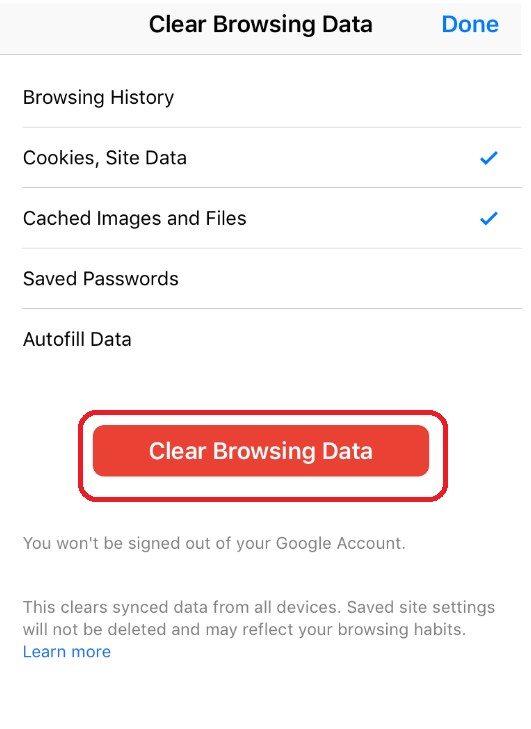 Clear Browsing Data Done
Browsing History
Cookies, Site Data
Cached Images and Files
Saved Passwords
Autofill Data
Clear Browsing Data
You won't be signed out of your Google Account.
This clears synced data from all devices. Saved site settings
will not be deleted and may reflect your browsing habits.
Learn more